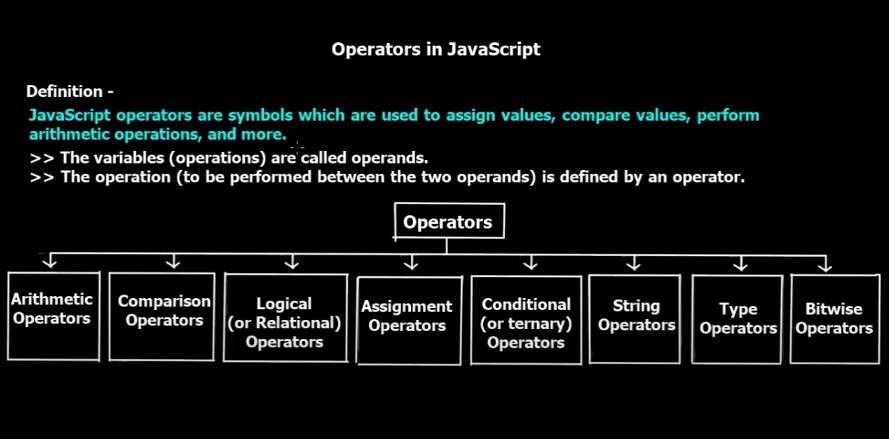 Operators in JavaScript
Definition -
JavaScript operators are symbols which are used to assign values, compare values, perform
arithmetic operations, and more.
>> The variables (operations) are called operands.
>> The operation (to be performed between the two operands) is defined by an operator.
Operators
Arithmetic
Operators
Comparison
Operators
Logical
(or Relational)
Operators
Assignment
Operators
Conditional
(or ternary)
Operators
String
Operators
Type
Operators
Bitwise
Operators